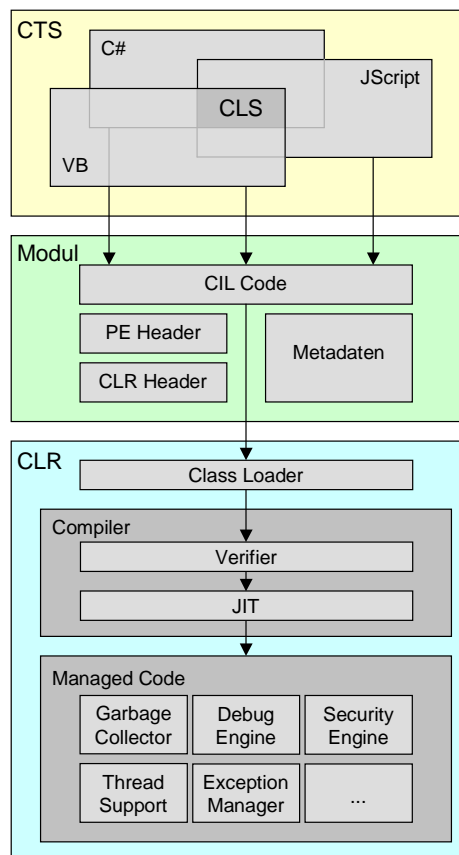 CTS
C#
JScript
CLS
VB
Modul
CIL Code
PE Header
Metadaten
CLR Header
CLR
Class Loader
Compiler
Verifier
JIT
Managed Code
Garbage
Collector
Debug
Engine
Security
Engine
Thread
Support
Exception
Manager
...